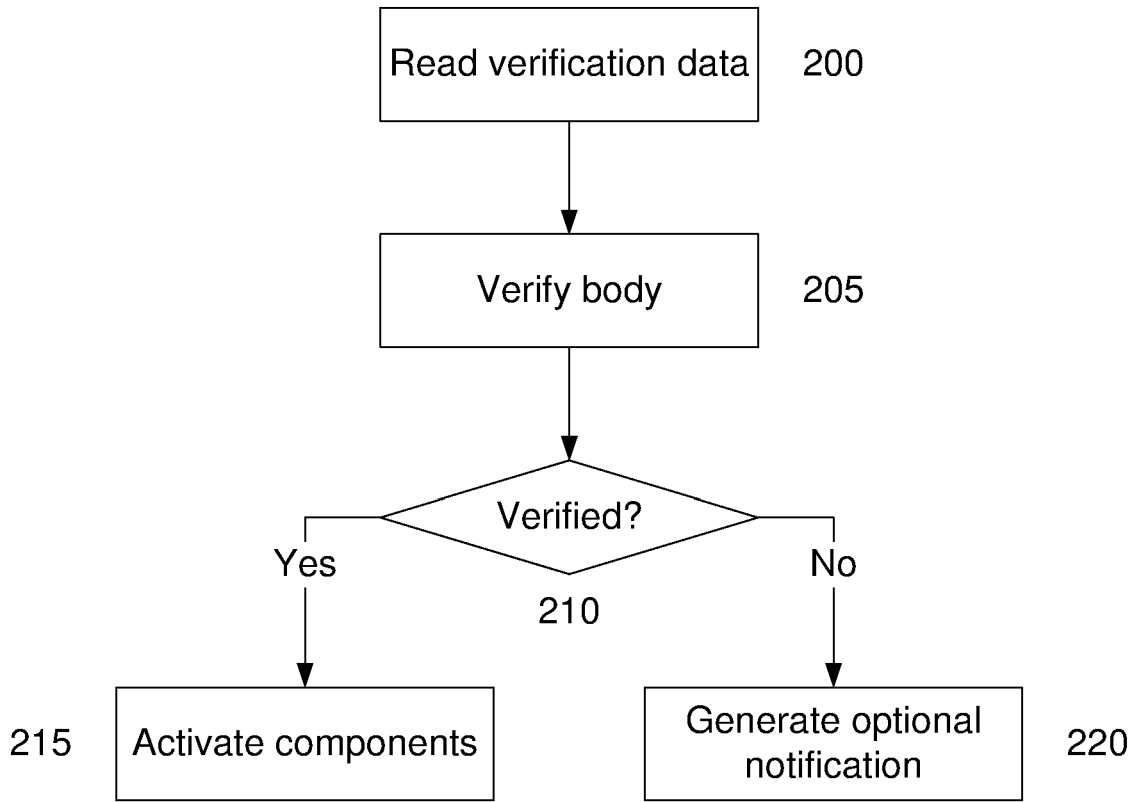 Read verification data 200
Verify body 205
Verified?
Yes No
210
215 Activate components
Generate optional
notification
220